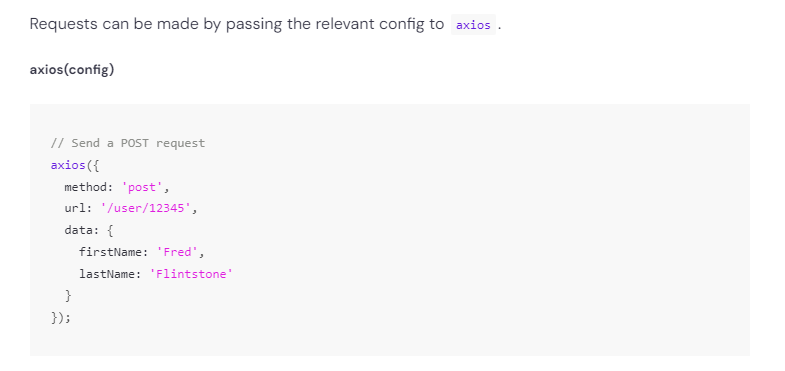 Requests can be made by passing the relevant config to axios .
axios(config)
// Send a POST request
axios({
  method: 'post',
  url: '/user/12345',
  data: {
    firstName: 'Fred',
    lastName: 'Flintstone'
  }
});